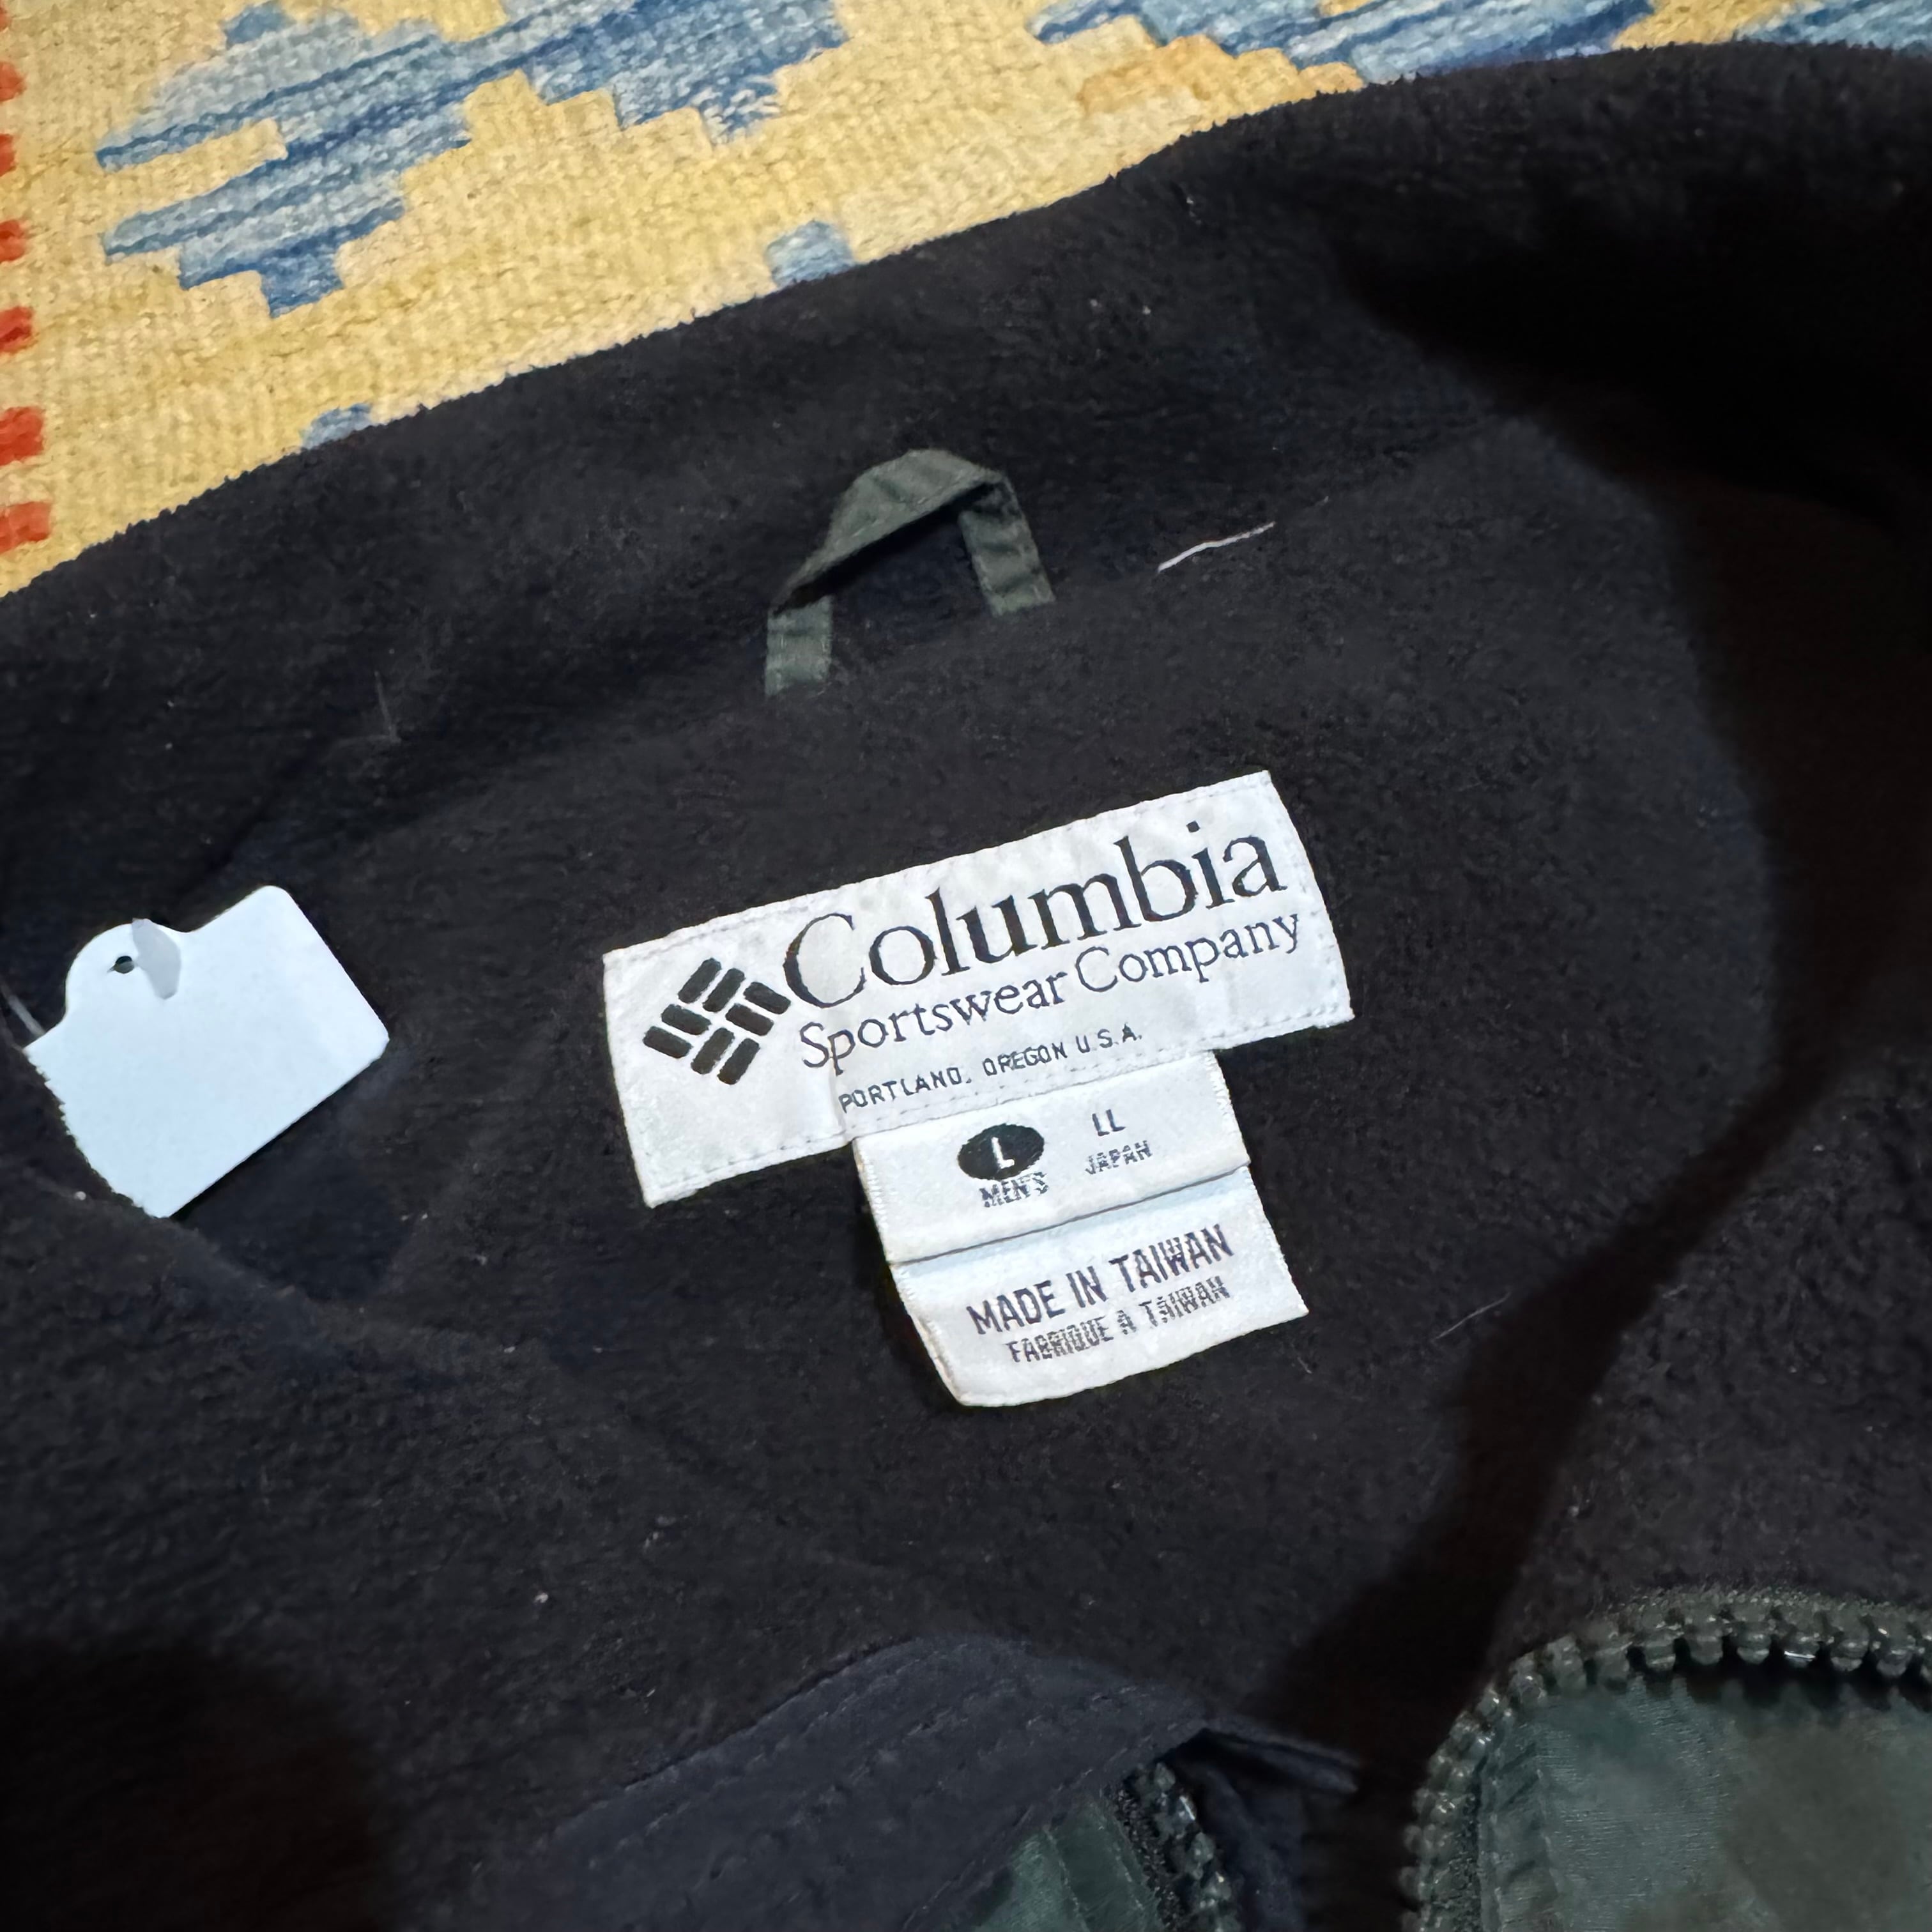 Columbia
Sportswear Company
PORTLAND, OREGON U.S.A.
L LL
MEN'S JAPAN
MADE IN TAIWAN
FABRIQUE A TAIWAN